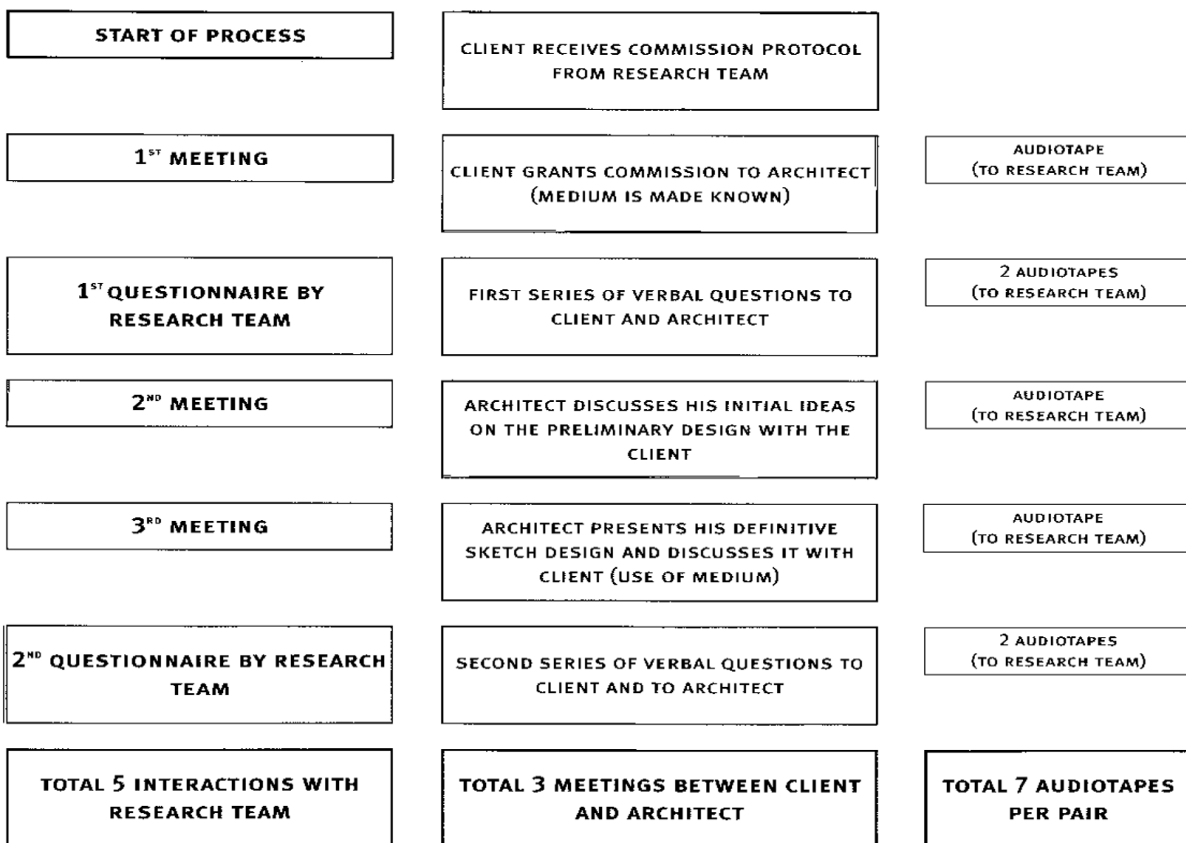 START OF PROCESS
CLIENT RECEIVES COMMISSION PROTOCOL
FROM RESEARCH TEAM
1ST MEETING
CLIENT GRANTS COMMISSION TO ARCHITECT
(MEDIUM IS MADE KNOWN)
AUDIOTAPE
(TO RESEARCH TEAM)
1ST QUESTIONNAIRE BY
RESEARCH TEAM
FIRST SERIES OF VERBAL QUESTIONS TO
CLIENT AND ARCHITECT
2 AUDIOTAPES
(TO RESEARCH TEAM)
2ND MEETING
ARCHITECT DISCUSSES HIS INITIAL IDEAS
ON THE PRELIMINARY DESIGN WITH THE
CLIENT
AUDIOTAPE
(TO RESEARCH TEAM)
3RD MEETING
ARCHITECT PRESENTS HIS DEFINITIVE
SKETCH DESIGN AND DISCUSSES IT WITH
CLIENT (USE OF MEDIUM)
AUDIOTAPE
(TO RESEARCH TEAM)
2ND QUESTIONNAIRE BY RESEARCH
TEAM
SECOND SERIES OF VERBAL QUESTIONS TO
CLIENT AND TO ARCHITECT
2 AUDIOTAPES
(TO RESEARCH TEAM)
TOTAL 5 INTERACTIONS WITH
RESEARCH TEAM
TOTAL 3 MEETINGS BETWEEN CLIENT
AND ARCHITECT
TOTAL 7 AUDIOTAPES
PER PAIR